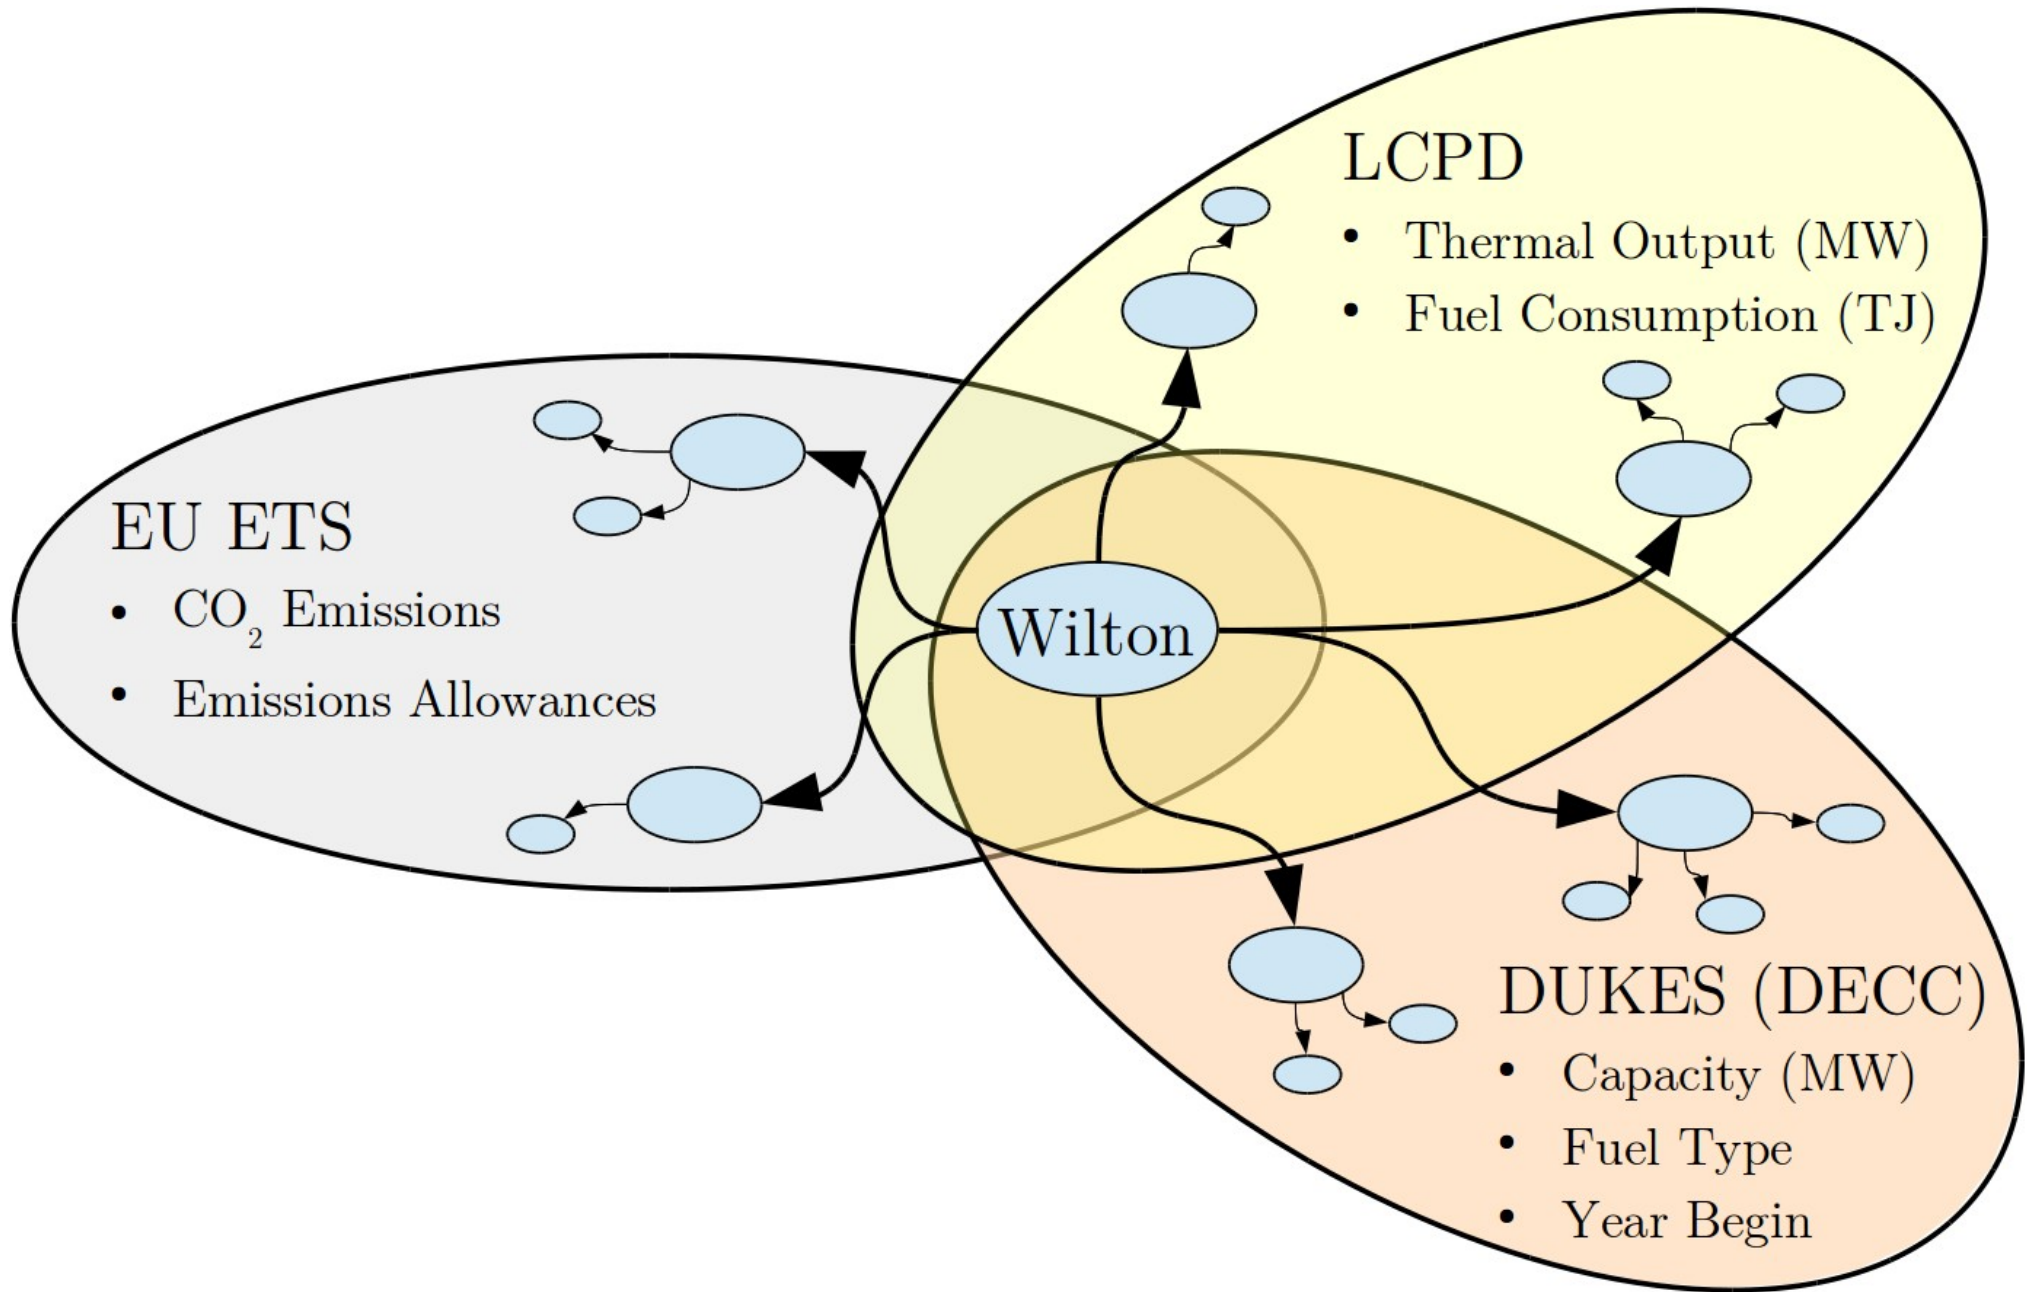 LCPD
• Thermal Output (MW)
• Fuel Consumption (TJ)
EU ETS
• CO₂ Emissions
• Emissions Allowances
Wilton
DUKES (DECC)
• Capacity (MW)
• Fuel Type
• Year Begin